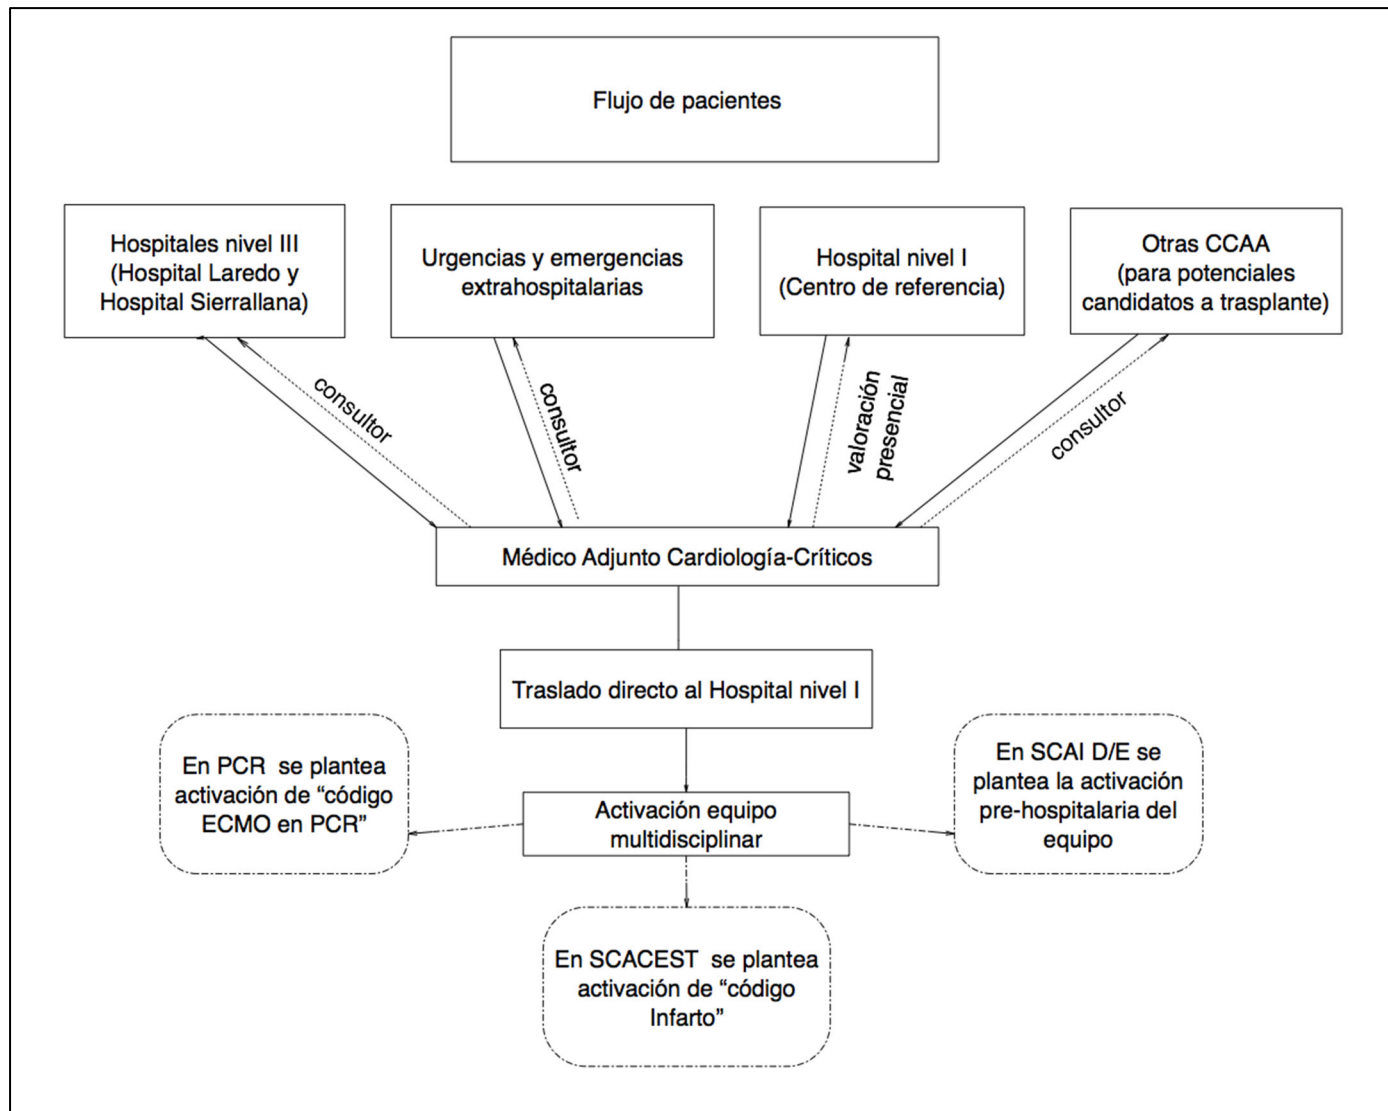 Flujo de pacientes
Hospitales nivel III
(Hospital Laredo y
Hospital Sierrallana)
Urgencias y emergencias
extrahospitalarias
Hospital nivel I
(Centro de referencia)
Otras CCAA
(para potenciales
candidatos a trasplante)
consultor
consultor
valoración
presencial
consultor
Médico Adjunto Cardiología-Críticos
Traslado directo al Hospital nivel I
En PCR se plantea
activación de “código
ECMO en PCR”
Activación equipo
multidisciplinar
En SCAI D/E se
plantea la activación
pre-hospitalaria del
equipo
En SCACEST se plantea
activación de “código
Infarto”